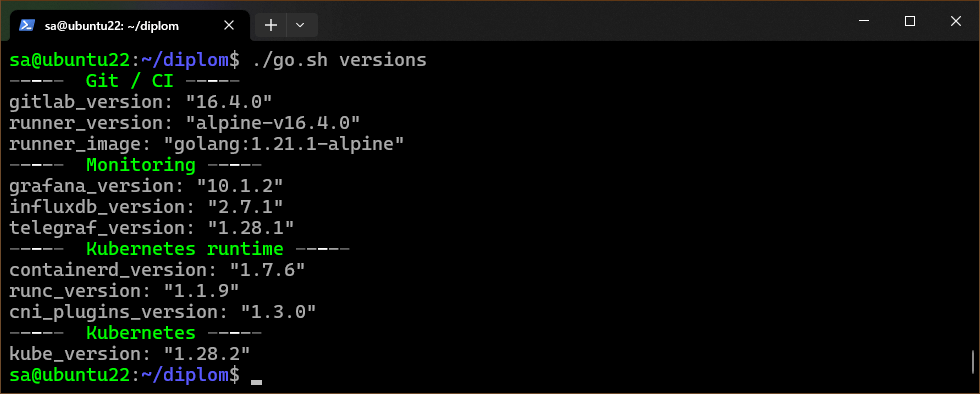 sa@ubuntu22: ~/diplom
sa@ubuntu22:~/diplom$ ./go.sh versions
-----  Git / CI -----
gitlab_version: "16.4.0"
runner_version: "alpine-v16.4.0"
runner_image: "golang:1.21.1-alpine"
-----  Monitoring -----
grafana_version: "10.1.2"
influxdb_version: "2.7.1"
telegraf_version: "1.28.1"
-----  Kubernetes runtime -----
containerd_version: "1.7.6"
runc_version: "1.1.9"
cni_plugins_version: "1.3.0"
-----  Kubernetes -----
kube_version: "1.28.2"
sa@ubuntu22:~/diplom$